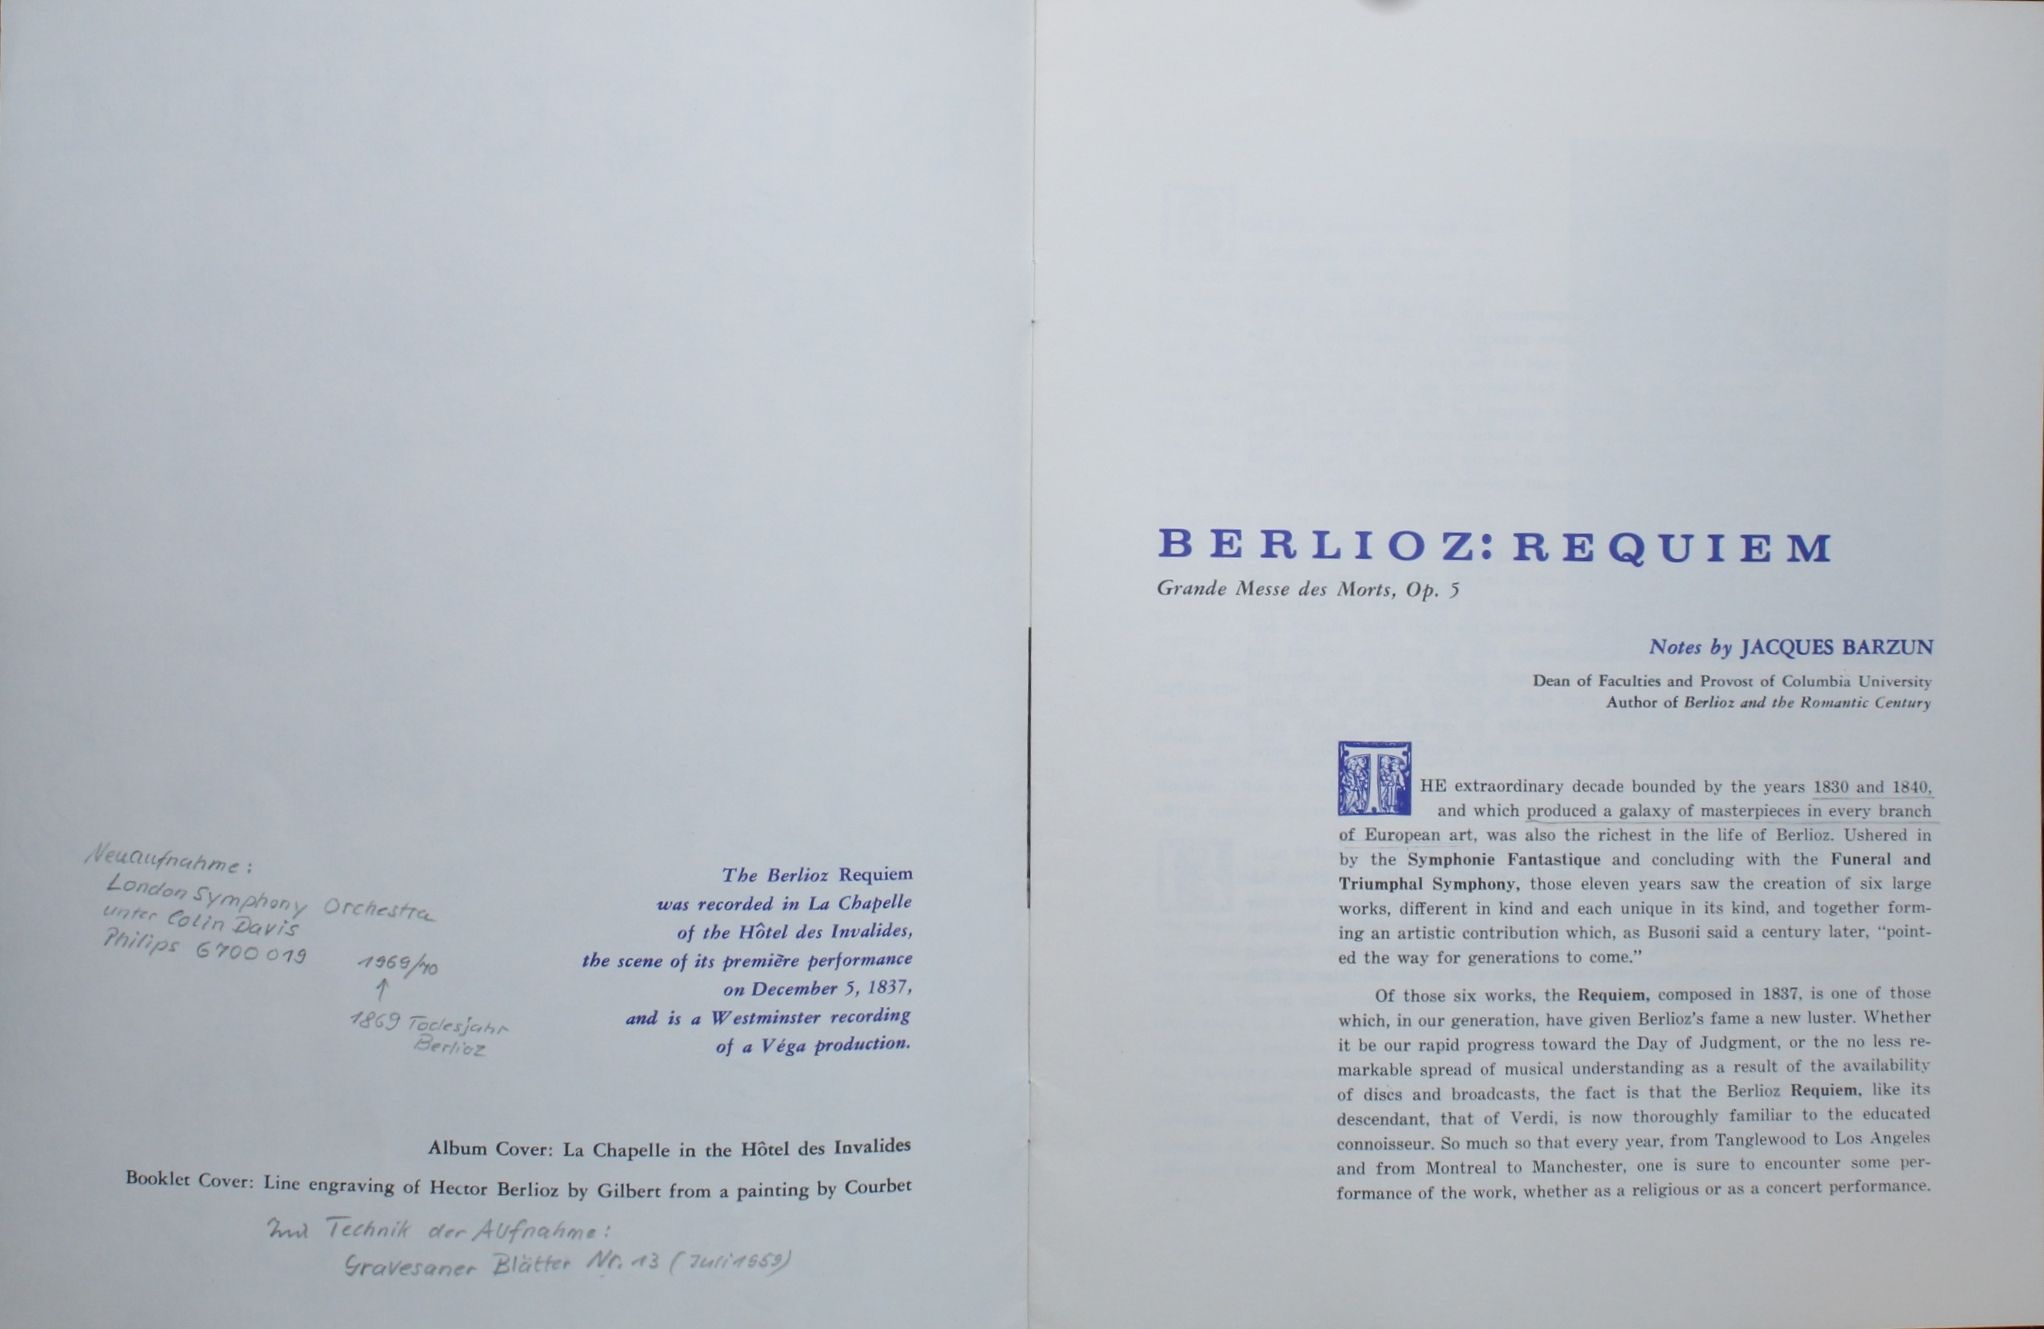 Neuaufnahme:
London Symphony Orchestra
unter Colin Davis
Philips 6700 019
1969/70
↑
1869 Todesjahr
Berlioz
The Berlioz Requiem
was recorded in La Chapelle
of the Hôtel des Invalides,
the scene of its première performance
on December 5, 1837,
and is a Westminster recording
of a Véga production.
Album Cover: La Chapelle in the Hôtel des Invalides
Booklet Cover: Line engraving of Hector Berlioz by Gilbert from a painting by Courbet
Technik der Aufnahme:
Gravesaner Blätter Nr. 13 (Juli 1959)
BERLIOZ: REQUIEM
Grande Messe des Morts, Op. 5
Notes by JACQUES BARZUN
Dean of Faculties and Provost of Columbia University
Author of Berlioz and the Romantic Century
THE extraordinary decade bounded by the years 1830 and 1840,
and which produced a galaxy of masterpieces in every branch
of European art, was also the richest in the life of Berlioz. Ushered in
by the Symphonie Fantastique and concluding with the Funeral and
Triumphal Symphony, those eleven years saw the creation of six large
works, different in kind and each unique in its kind, and together form-
ing an artistic contribution which, as Busoni said a century later, “point-
ed the way for generations to come.”
Of those six works, the Requiem, composed in 1837, is one of those
which, in our generation, have given Berlioz’s fame a new luster. Whether
it be our rapid progress toward the Day of Judgment, or the no less re-
markable spread of musical understanding as a result of the availability
of discs and broadcasts, the fact is that the Berlioz Requiem, like its
descendant, that of Verdi, is now thoroughly familiar to the educated
connoisseur. So much so that every year, from Tanglewood to Los Angeles
and from Montreal to Manchester, one is sure to encounter some per-
formance of the work, whether as a religious or as a concert performance.